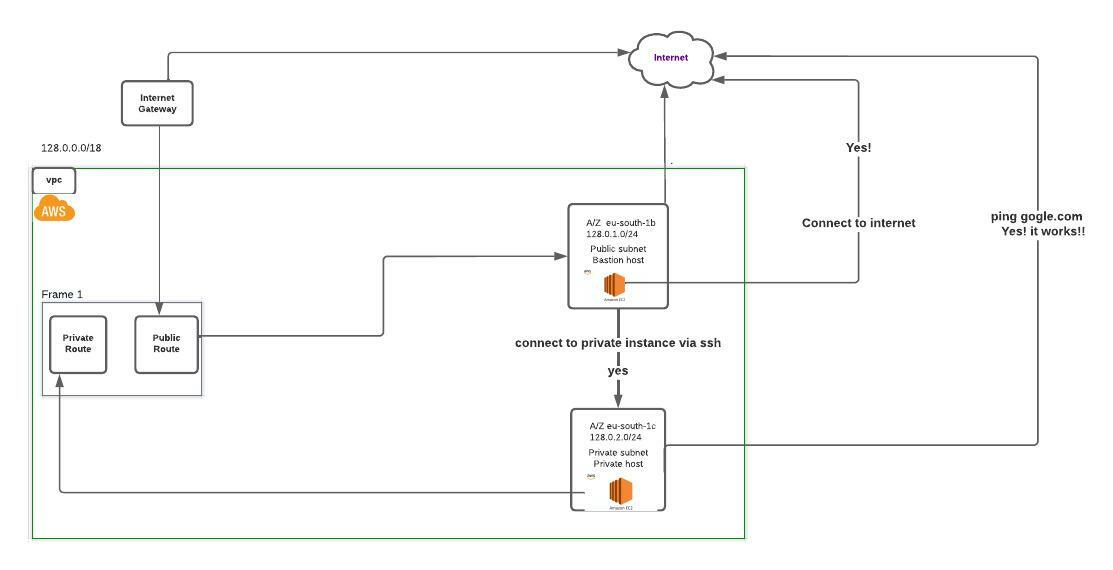 Internet
Internet
Gateway
128.0.0.0/18
Yes!
vpc
AWS
Connect to internet
ping gogle.com
Yes! it works!!
A/Z eu-south-1b
128.0.1.0/24
Public subnet
Bastion host
aws
Amazon EC2
Frame 1
Private
Route
Public
Route
connect to private instance via ssh
yes
A/Z eu-south-1c
128.0.2.0/24
Private subnet
Private host
aws
Amazon EC2